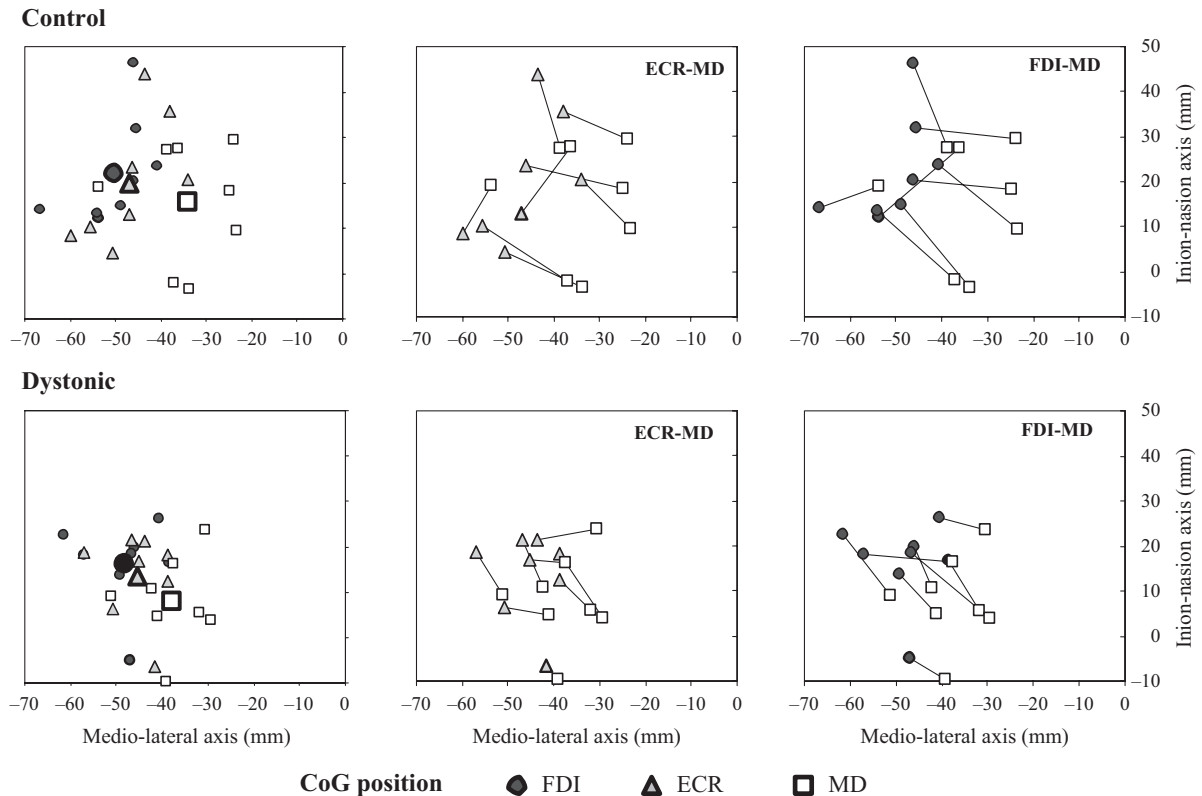 Control
ECR-MD
FDI-MD
50
40
30
20
10
0
–10
Inion-nasion axis (mm)
–70 –60 –50 –40 –30 –20 –10 0
–70 –60 –50 –40 –30 –20 –10 0
–70 –60 –50 –40 –30 –20 –10 0
Dystonic
ECR-MD
FDI-MD
50
40
30
20
10
0
–10
Inion-nasion axis (mm)
–70 –60 –50 –40 –30 –20 –10 0
–70 –60 –50 –40 –30 –20 –10 0
–70 –60 –50 –40 –30 –20 –10 0
Medio-lateral axis (mm)
Medio-lateral axis (mm)
Medio-lateral axis (mm)
CoG position FDI ECR MD